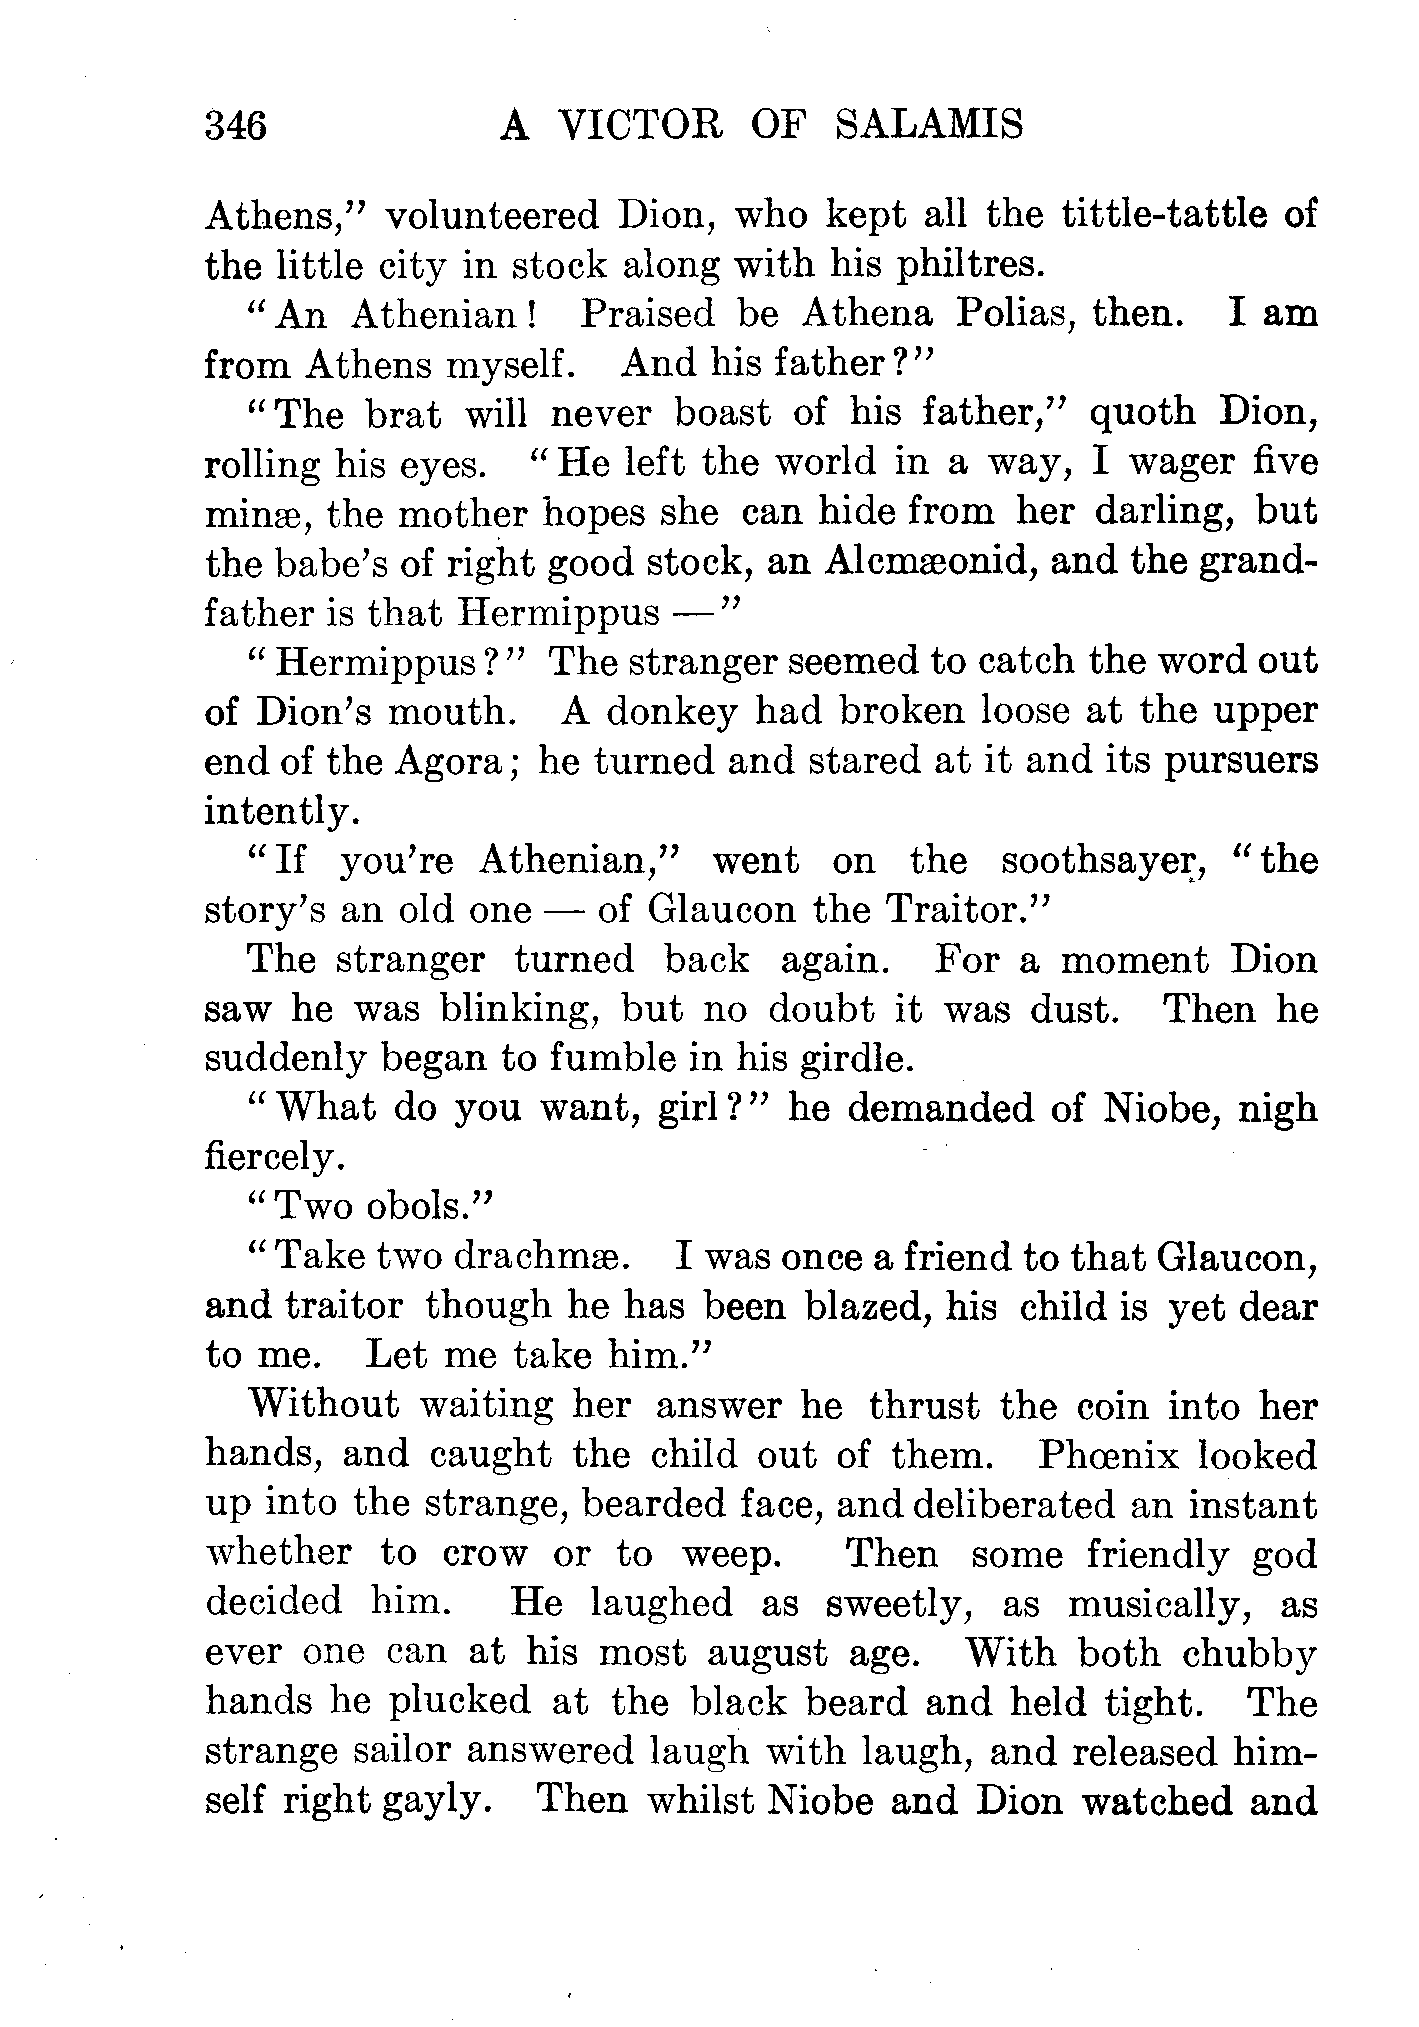 346 A VICTOR OF SALAMIS
Athens,” volunteered Dion, who kept all the tittle-tattle of
the little city in stock along with his philtres.
“An Athenian! Praised be Athena Polias, then. I am
from Athens myself. And his father?”
“The brat will never boast of his father,” quoth Dion,
rolling his eyes. “He left the world in a way, I wager five
minæ, the mother hopes she can hide from her darling, but
the babe’s of right good stock, an Alcmæonid, and the grand-
father is that Hermippus —”
“Hermippus?” The stranger seemed to catch the word out
of Dion’s mouth. A donkey had broken loose at the upper
end of the Agora; he turned and stared at it and its pursuers
intently.
“If you’re Athenian,” went on the soothsayer, “the
story’s an old one — of Glaucon the Traitor.”
The stranger turned back again. For a moment Dion
saw he was blinking, but no doubt it was dust. Then he
suddenly began to fumble in his girdle.
“What do you want, girl?” he demanded of Niobe, nigh
fiercely.
“Two obols.”
“Take two drachmæ. I was once a friend to that Glaucon,
and traitor though he has been blazed, his child is yet dear
to me. Let me take him.”
Without waiting her answer he thrust the coin into her
hands, and caught the child out of them. Phœnix looked
up into the strange, bearded face, and deliberated an instant
whether to crow or to weep. Then some friendly god
decided him. He laughed as sweetly, as musically, as
ever one can at his most august age. With both chubby
hands he plucked at the black beard and held tight. The
strange sailor answered laugh with laugh, and released him-
self right gayly. Then whilst Niobe and Dion watched and